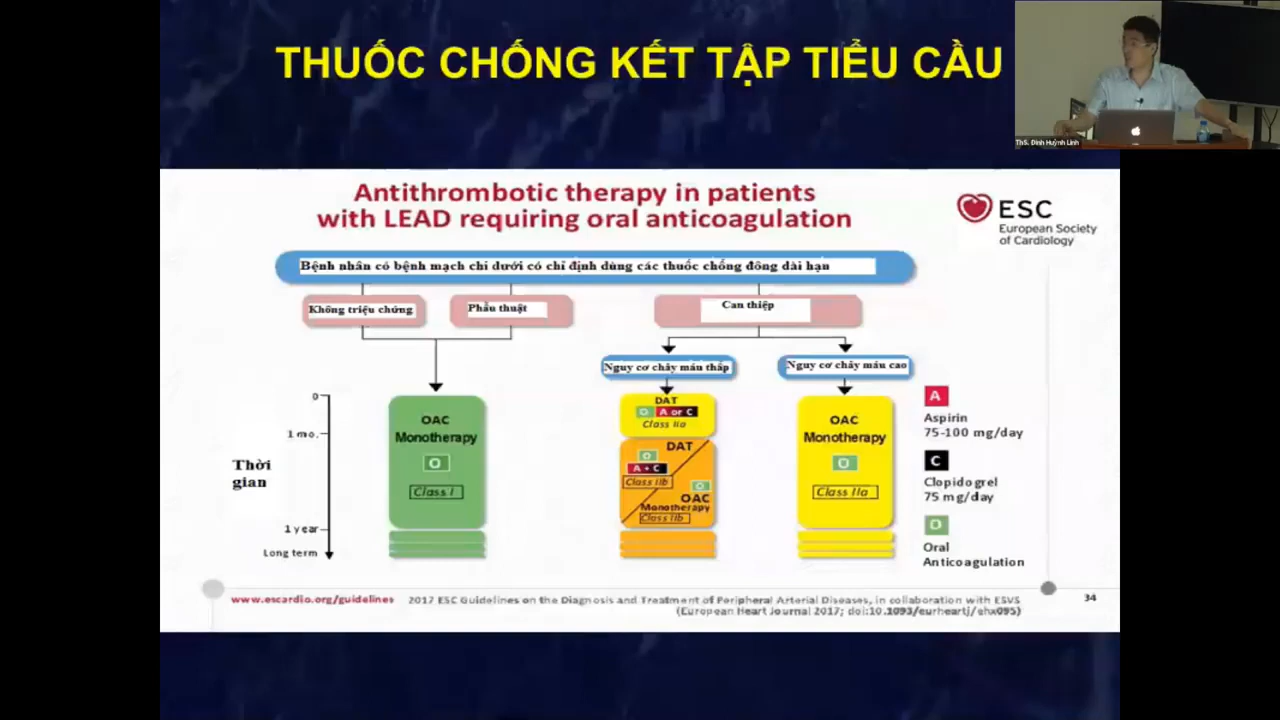 THUỐC CHỐNG KẾT TẬP TIỂU CẦU
ThS. Đinh Huỳnh Linh
Antithrombotic therapy in patients
with LEAD requiring oral anticoagulation
ESC
European Society
of Cardiology
Bệnh nhân có bệnh mạch chi dưới có chỉ định dùng các thuốc chống đông dài hạn
Không triệu chứng
Phẫu thuật
Can thiệp
Nguy cơ chảy máu thấp
Nguy cơ chảy máu cao
Thời
gian
0
1 mo.
1 year
Long term
OAC
Monotherapy
O
Class I
DAT
O A or C
Class IIa
DAT
O
A + C
Class IIb
O
OAC
Monotherapy
Class IIb
OAC
Monotherapy
O
Class IIa
A
Aspirin
75-100 mg/day
C
Clopidogrel
75 mg/day
O
Oral
Anticoagulation
www.escardio.org/guidelines
2017 ESC Guidelines on the Diagnosis and Treatment of Peripheral Arterial Diseases, in collaboration with ESVS
(European Heart Journal 2017; doi:10.1093/eurheartj/ehx095)
34